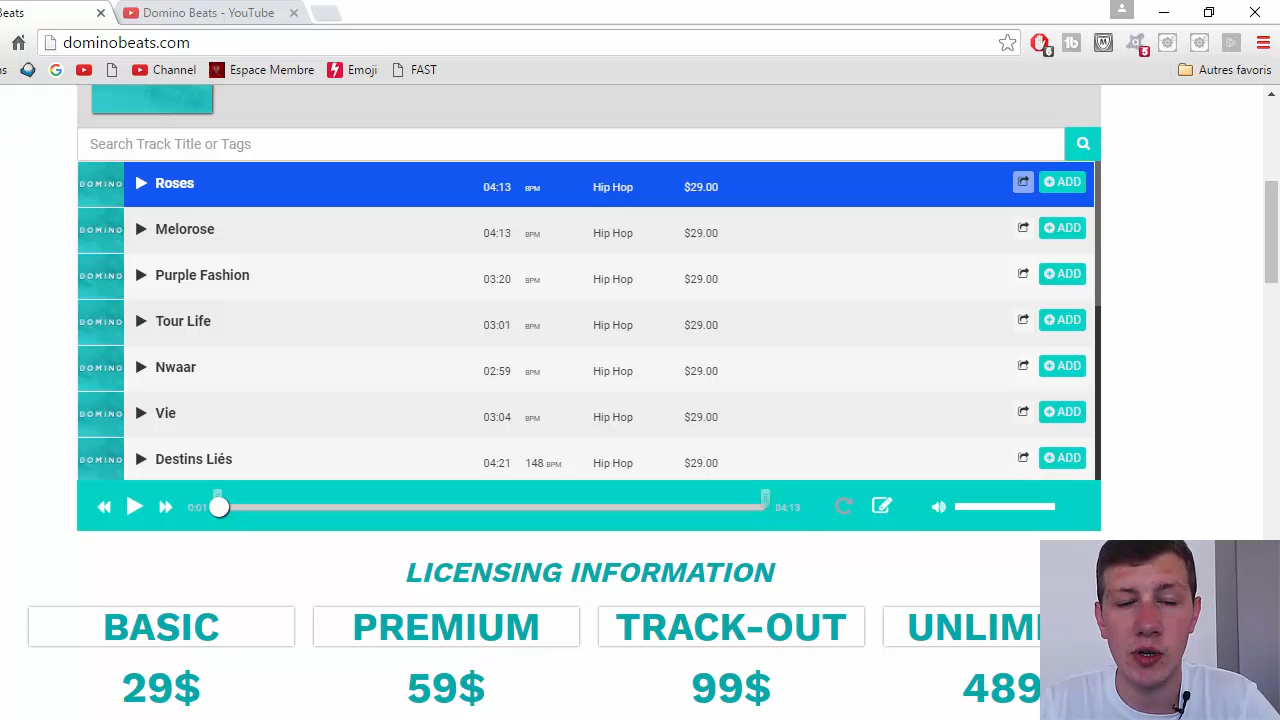 Beats
Domino Beats - YouTube
dominobeats.com
Channel
Espace Membre
Emoji
FAST
Autres favoris
6
5
Search Track Title or Tags
DOMINO Roses 04:13 BPM Hip Hop $29.00 ADD
DOMINO Melorose 04:13 BPM Hip Hop $29.00 ADD
DOMINO Purple Fashion 03:20 BPM Hip Hop $29.00 ADD
DOMINO Tour Life 03:01 BPM Hip Hop $29.00 ADD
DOMINO Nwaar 02:59 BPM Hip Hop $29.00 ADD
DOMINO Vie 03:04 BPM Hip Hop $29.00 ADD
DOMINO Destins Liés 04:21 148 BPM Hip Hop $29.00 ADD
0:01 04:13
LICENSING INFORMATION
BASIC PREMIUM TRACK-OUT UNLIM
29$ 59$ 99$ 489